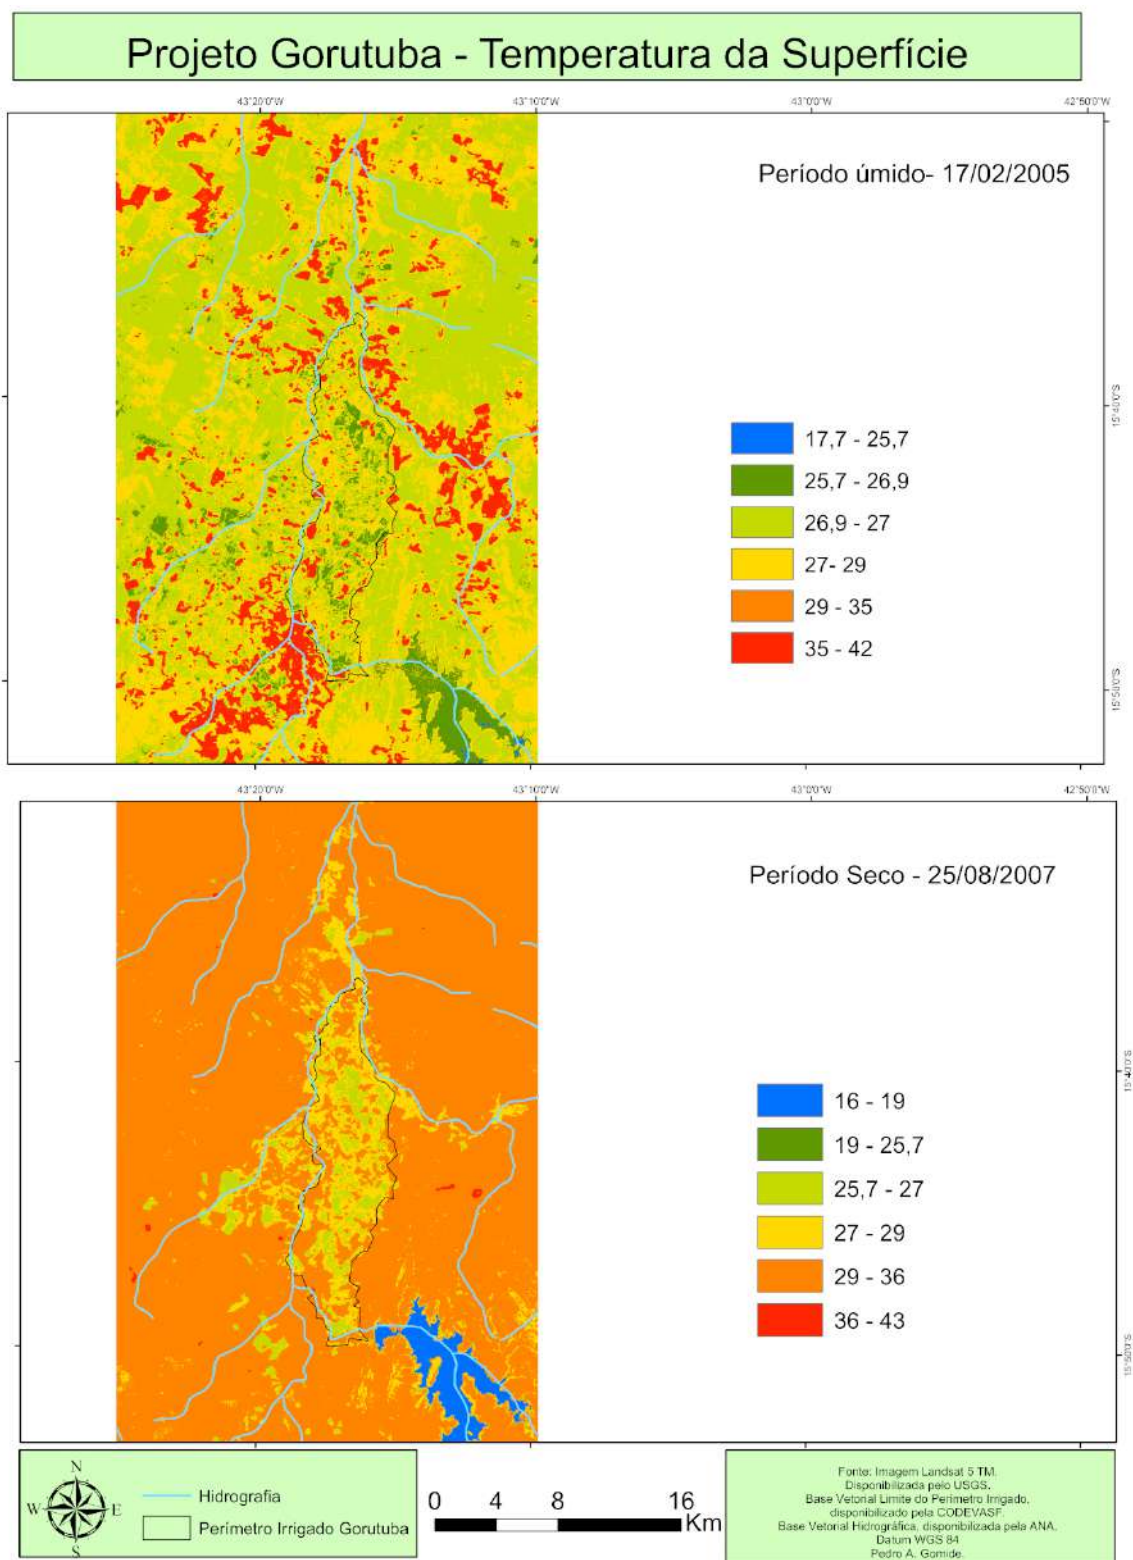 Projeto Gorutuba - Temperatura da Superfície
43°20'0"W
43°10'0"W
43°0'0"W
42°50'0"W
Período úmido- 17/02/2005
15°40'0"S
17,7 - 25,7
25,7 - 26,9
26,9 - 27
27- 29
29 - 35
35 - 42
15°50'0"S
43°20'0"W
43°10'0"W
43°0'0"W
42°50'0"W
Período Seco - 25/08/2007
15°40'0"S
16 - 19
19 - 25,7
25,7 - 27
27 - 29
29 - 36
36 - 43
15°50'0"S
N
W
E
S
Hidrografia
Perímetro Irrigado Gorutuba
0 4 8 16
Km
Fonte: Imagem Landsat 5 TM.
Disponibilizada pelo USGS.
Base Vetorial Limite do Perímetro Irrigado,
disponibilizado pela CODEVASF.
Base Vetorial Hidrográfica, disponibilizada pela ANA.
Datum WGS 84
Pedro A. Gomide.